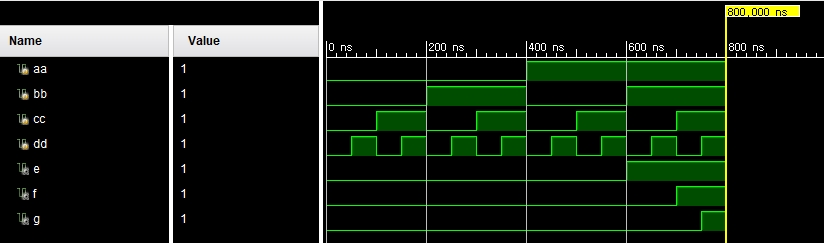 800,000 ns
Name Value
0 ns 200 ns 400 ns 600 ns 800 ns
aa 1
bb 1
cc 1
dd 1
e 1
f 1
g 1